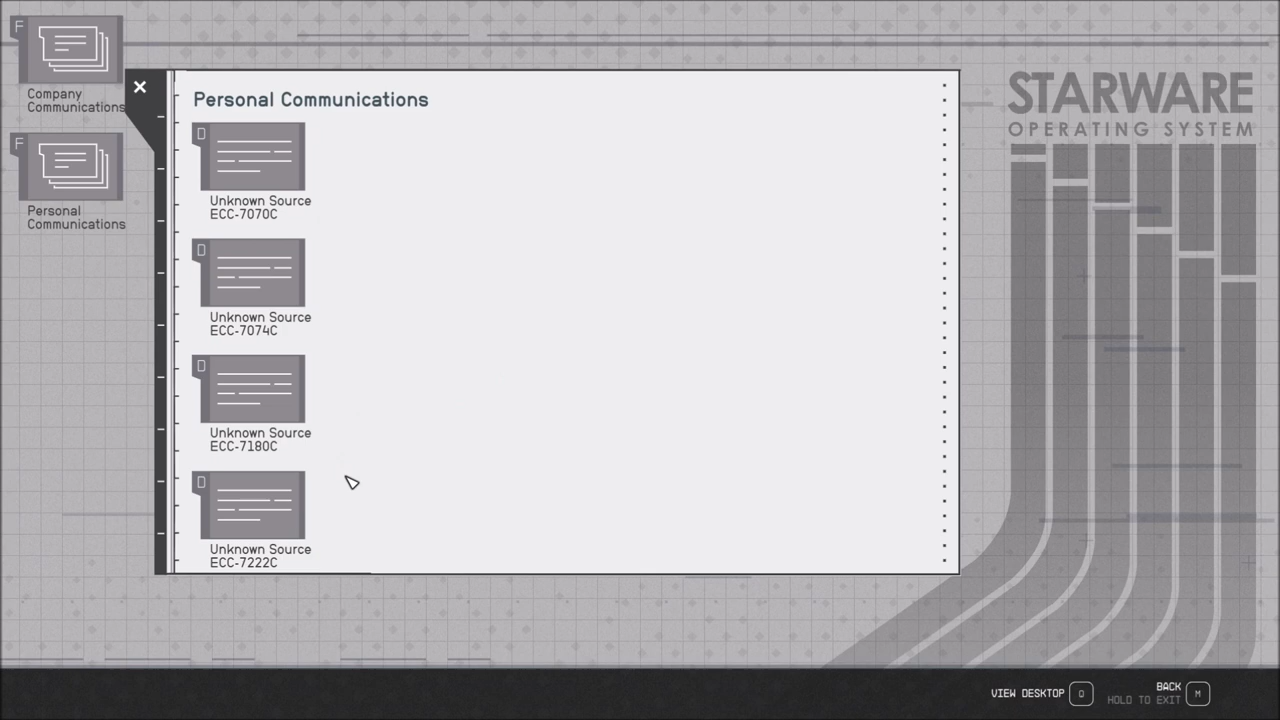 F
Company
Communications
F
Personal
Communications
Personal Communications
D
Unknown Source
ECC-7070C
D
Unknown Source
ECC-7074C
D
Unknown Source
ECC-7180C
D
Unknown Source
ECC-7222C
STARWARE
OPERATING SYSTEM
VIEW DESKTOP Q
BACK M
HOLD TO EXIT